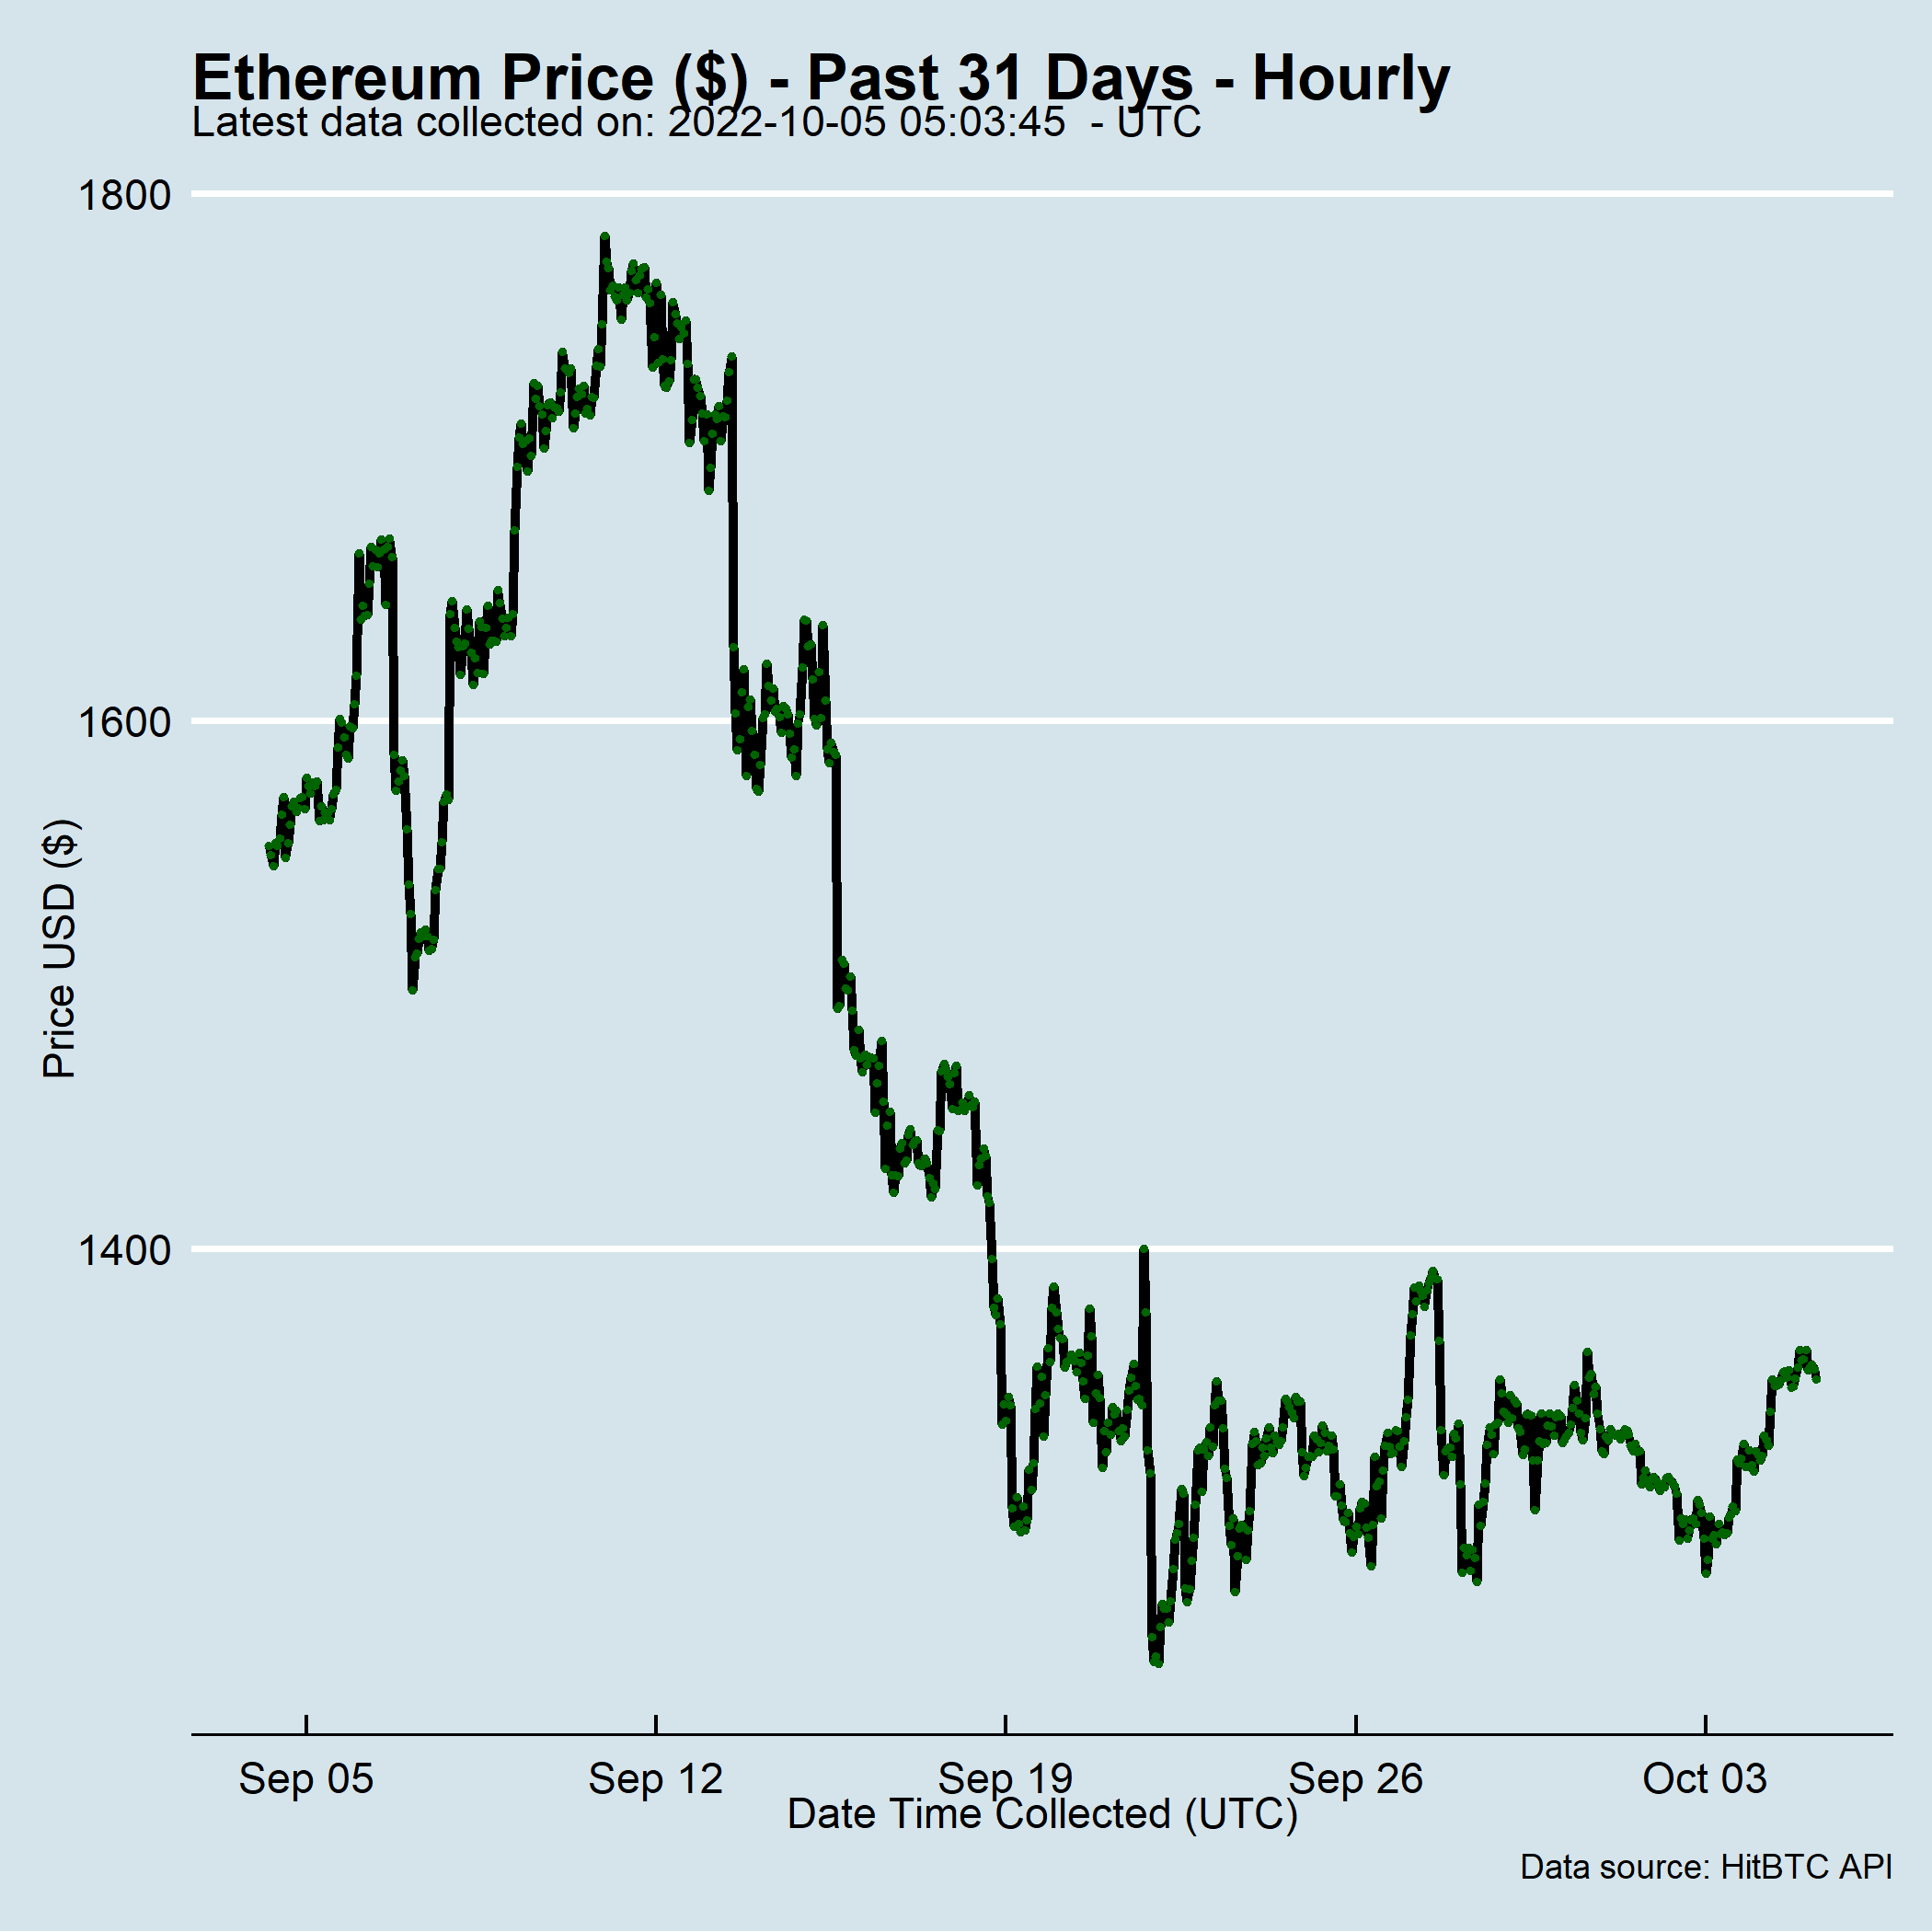 Ethereum Price ($) - Past 31 Days - Hourly
Latest data collected on: 2022-10-05 05:03:45  - UTC
1800
1600
1400
Price USD ($)
Sep 05 Sep 12 Sep 19 Sep 26 Oct 03
Date Time Collected (UTC)
Data source: HitBTC API